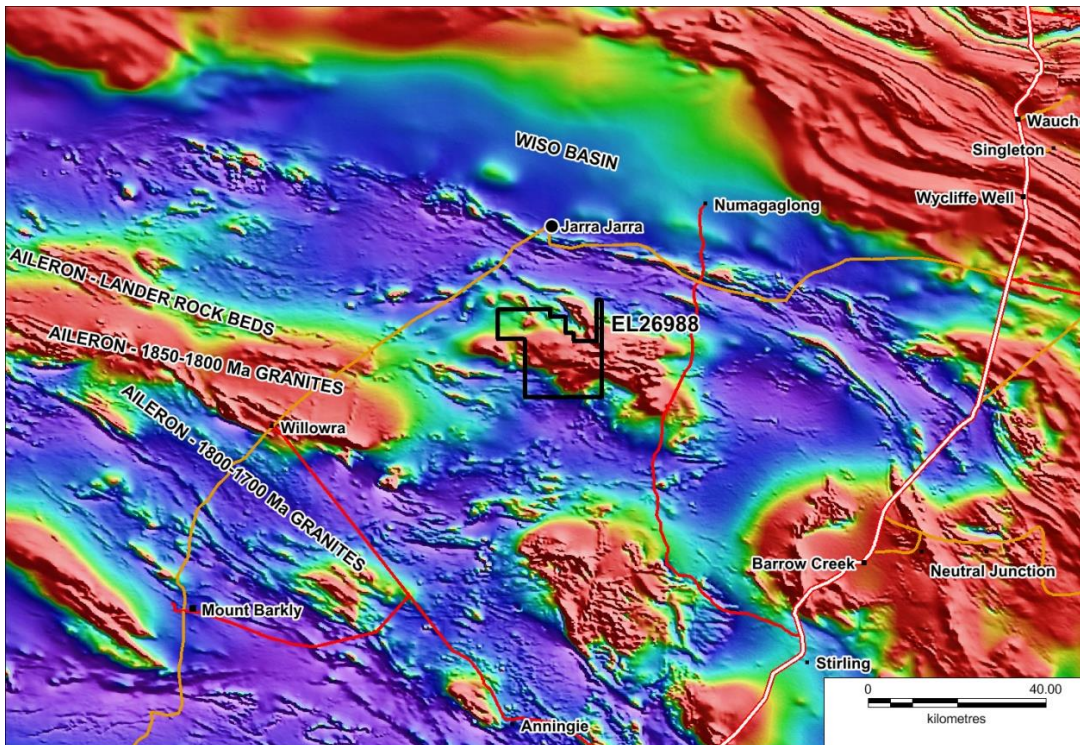 Wauch
Singleton
WISO BASIN
Wycliffe Well
Numagaglong
Jarra Jarra
AILERON - LANDER ROCK BEDS
EL26988
AILERON - 1850-1800 Ma GRANITES
Willowra
AILERON - 1800-1700 Ma GRANITES
Barrow Creek
Neutral Junction
Mount Barkly
Stirling
Anningie
0 40.00
kilometres